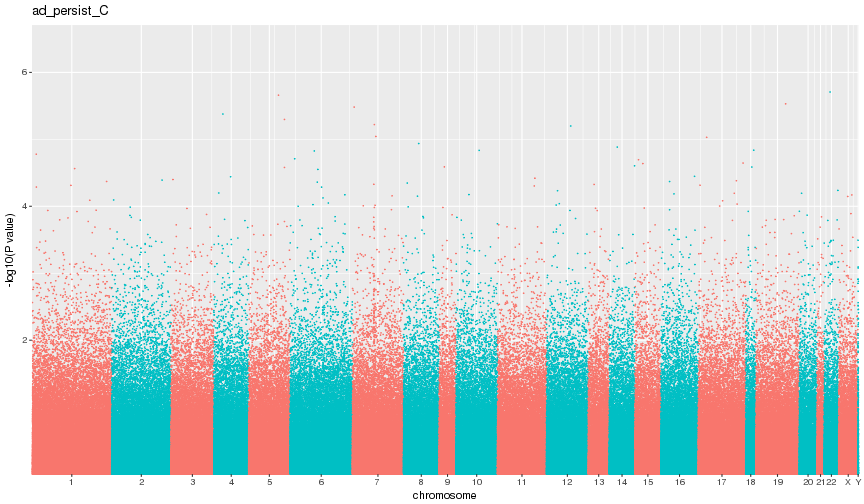 ad_persist_C
6
4
2
-log10(P value)
1 2 3 4 5 6 7 8 9 10 11 12 13 14 15 16 17 18 19 20 21 22 X Y
chromosome